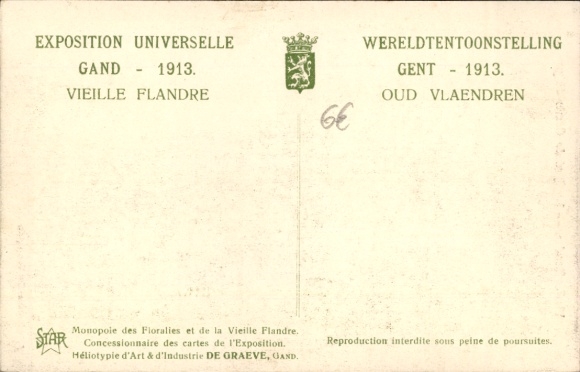 EXPOSITION UNIVERSELLE
GAND - 1913.
VIEILLE FLANDRE
WERELDTENTOONSTELLING
GENT - 1913.
OUD VLAENDREN
6€
STAR
Monopole des Floralies et de la Vieille Flandre.
Concessionnaire des cartes de l'Exposition.
Héliotypie d'Art & d'Industrie DE GRAEVE, GAND.
Reproduction interdite sous peine de poursuites.